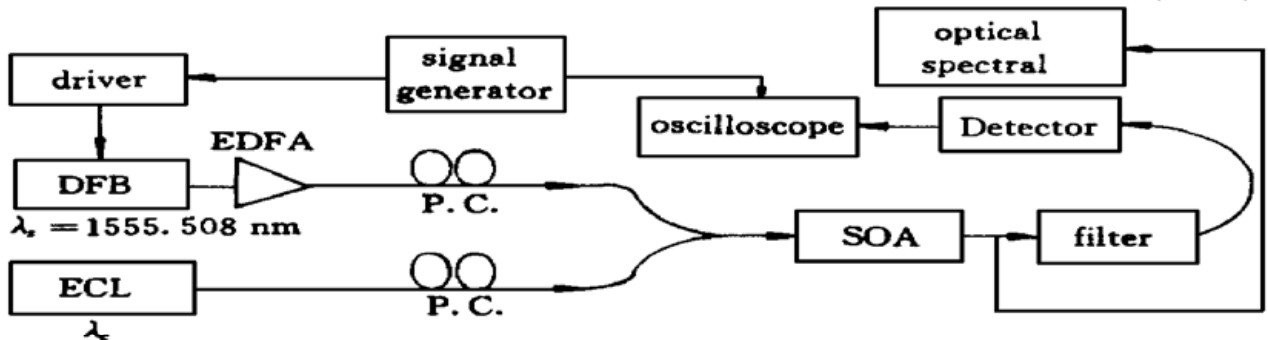 optical
spectral
signal
generator
driver
oscilloscope
Detector
EDFA
DFB
P. C.
λs = 1555. 508 nm
SOA
filter
ECL
P. C.